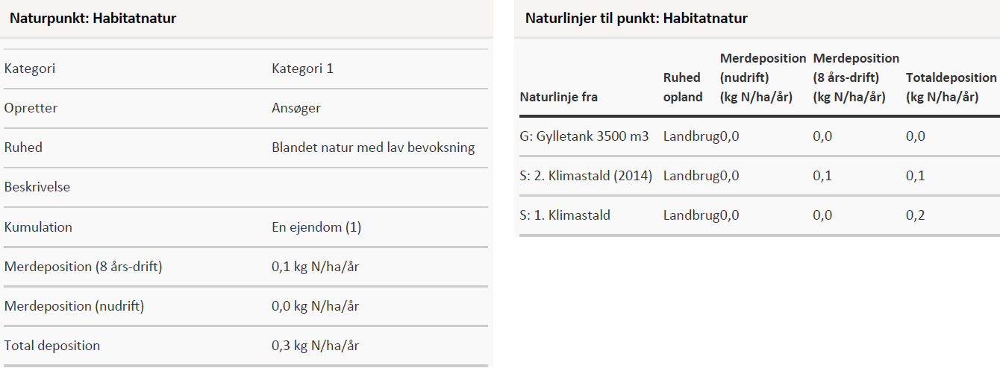 Naturpunkt: Habitatnatur
Kategori Kategori 1
Opretter Ansøger
Ruhed Blandet natur med lav bevoksning
Beskrivelse
Kumulation En ejendom (1)
Merdeposition (8 års-drift) 0,1 kg N/ha/år
Merdeposition (nudrift) 0,0 kg N/ha/år
Total deposition 0,3 kg N/ha/år
Naturlinjer til punkt: Habitatnatur
Merdeposition Merdeposition
Ruhed (nudrift) (8 års-drift) Totaldeposition
Naturlinje fra opland (kg N/ha/år) (kg N/ha/år) (kg N/ha/år)
G: Gylletank 3500 m3 Landbrug 0,0 0,0 0,0
S: 2. Klimastald (2014) Landbrug 0,0 0,1 0,1
S: 1. Klimastald Landbrug 0,0 0,0 0,2